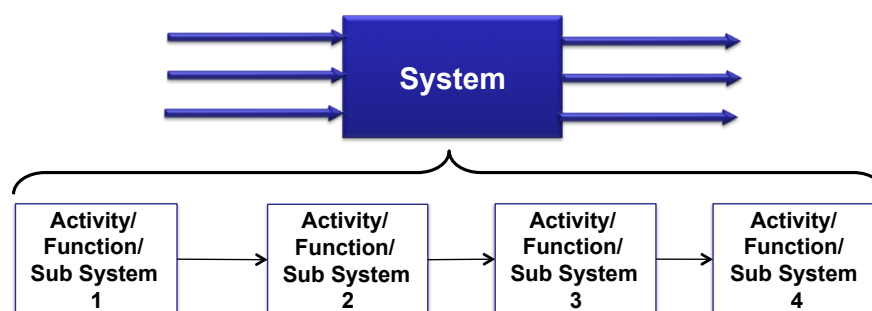 System
Activity/
Function/
Sub System
1
Activity/
Function/
Sub System
2
Activity/
Function/
Sub System
3
Activity/
Function/
Sub System
4